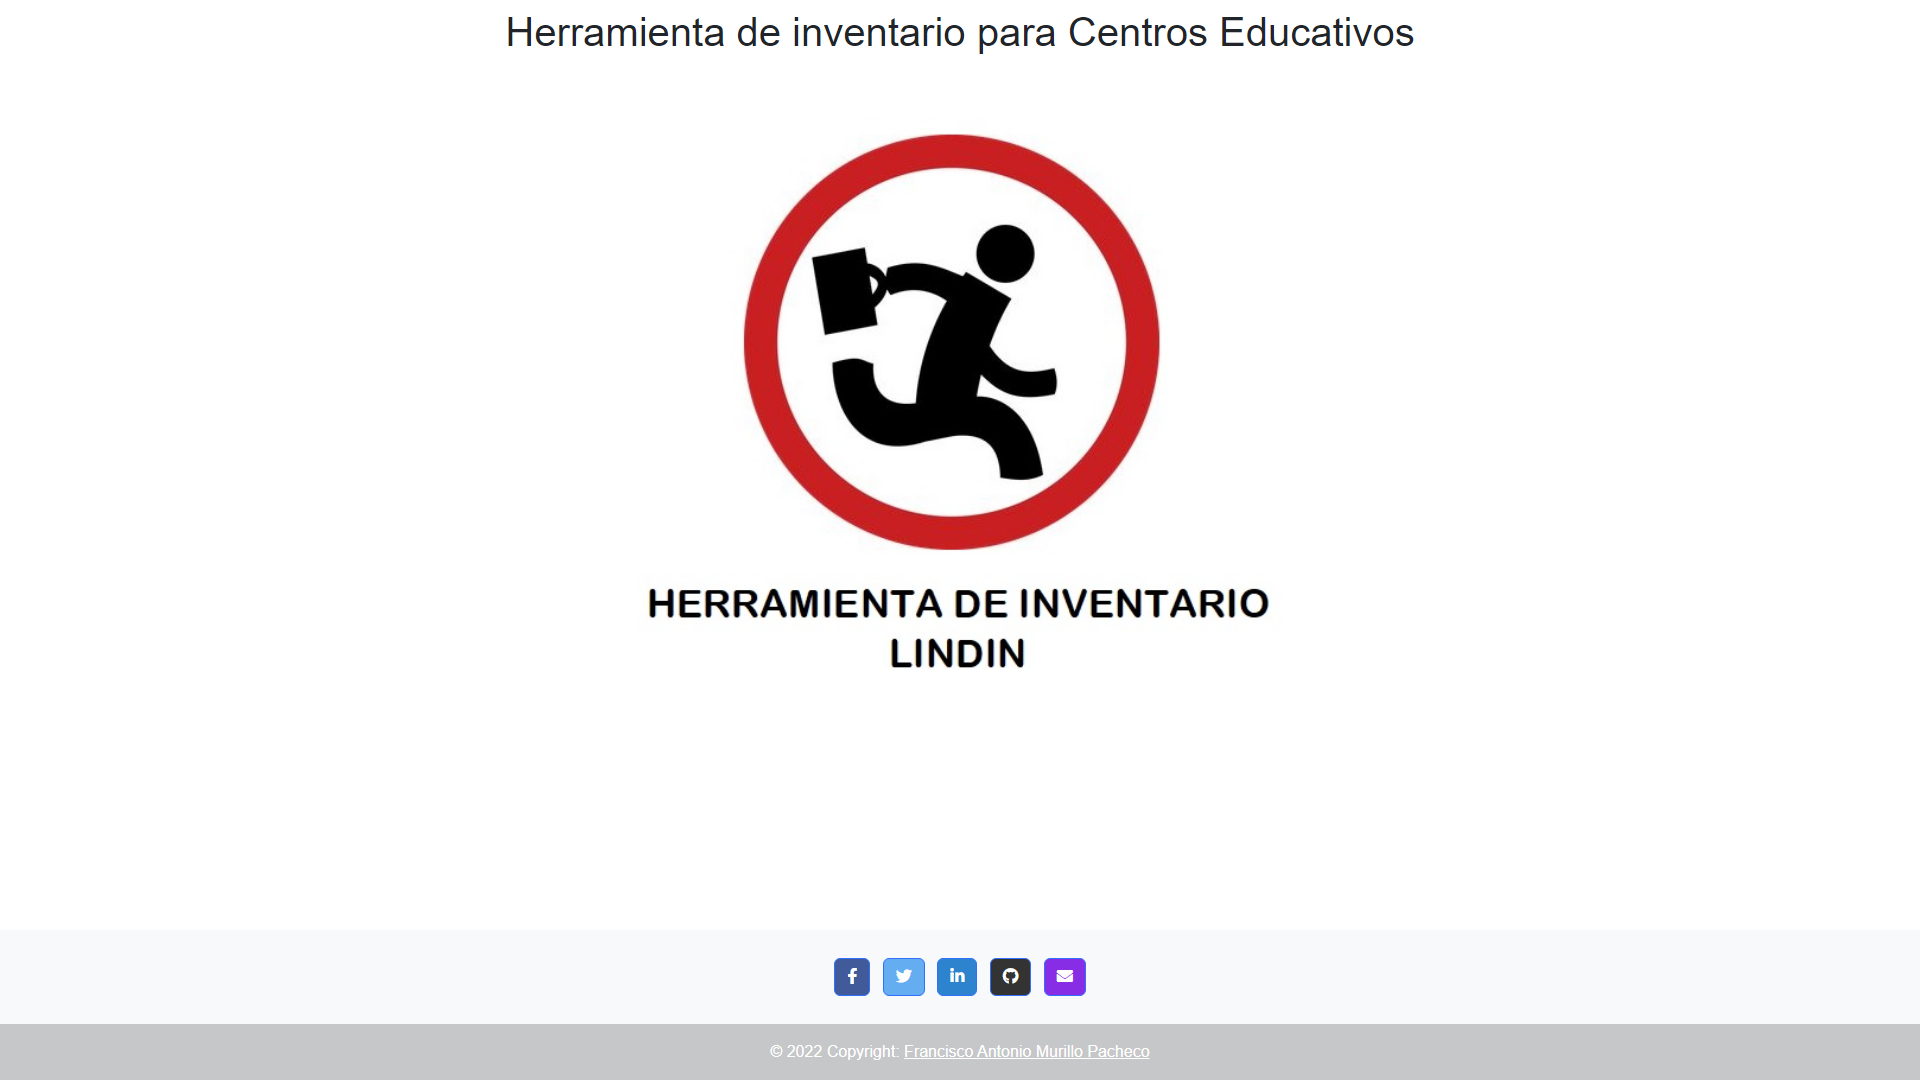 Herramienta de inventario para Centros Educativos
HERRAMIENTA DE INVENTARIO
LINDIN
© 2022 Copyright: Francisco Antonio Murillo Pacheco